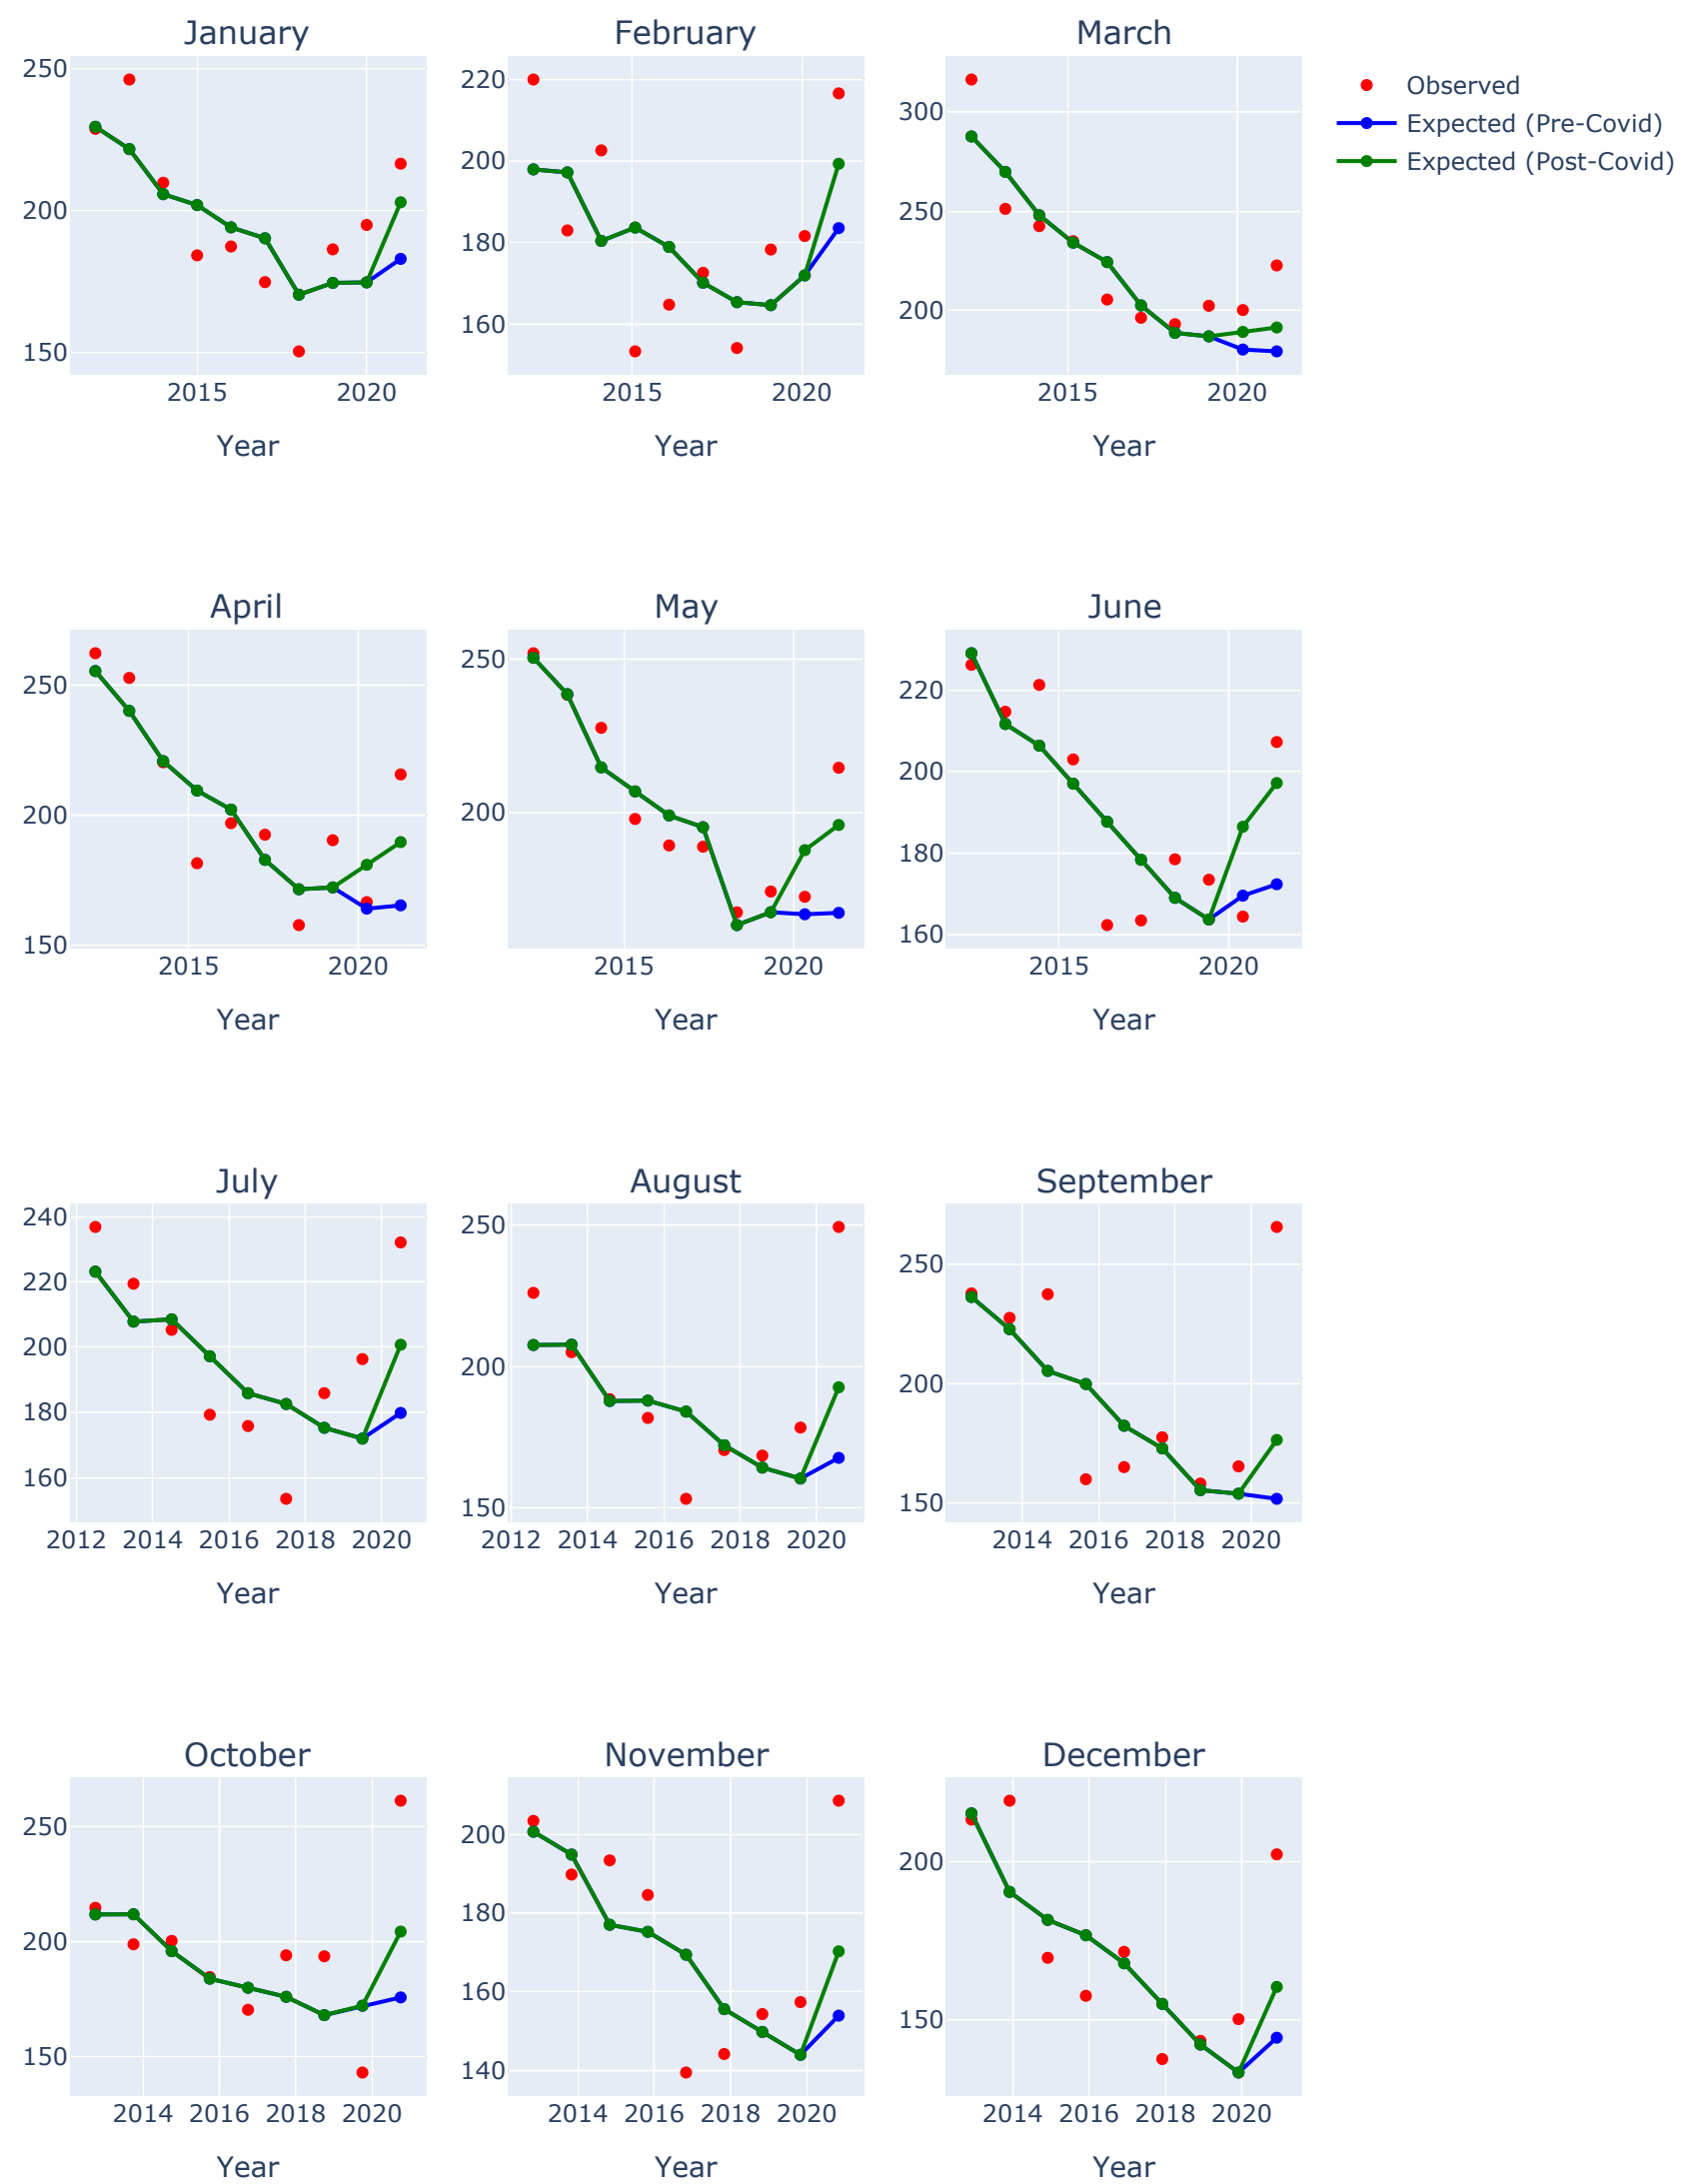 January February March
250
200
150
2015 2020
Year
220
200
180
160
2015 2020
Year
300
250
200
2015 2020
Year
Observed
Expected (Pre-Covid)
Expected (Post-Covid)
April May June
250
200
150
2015 2020
Year
250
200
2015 2020
Year
220
200
180
160
2015 2020
Year
July August September
240
220
200
180
160
2012 2014 2016 2018 2020
Year
250
200
150
2012 2014 2016 2018 2020
Year
250
200
150
2014 2016 2018 2020
Year
October November December
250
200
150
2014 2016 2018 2020
Year
200
180
160
140
2014 2016 2018 2020
Year
200
150
2014 2016 2018 2020
Year